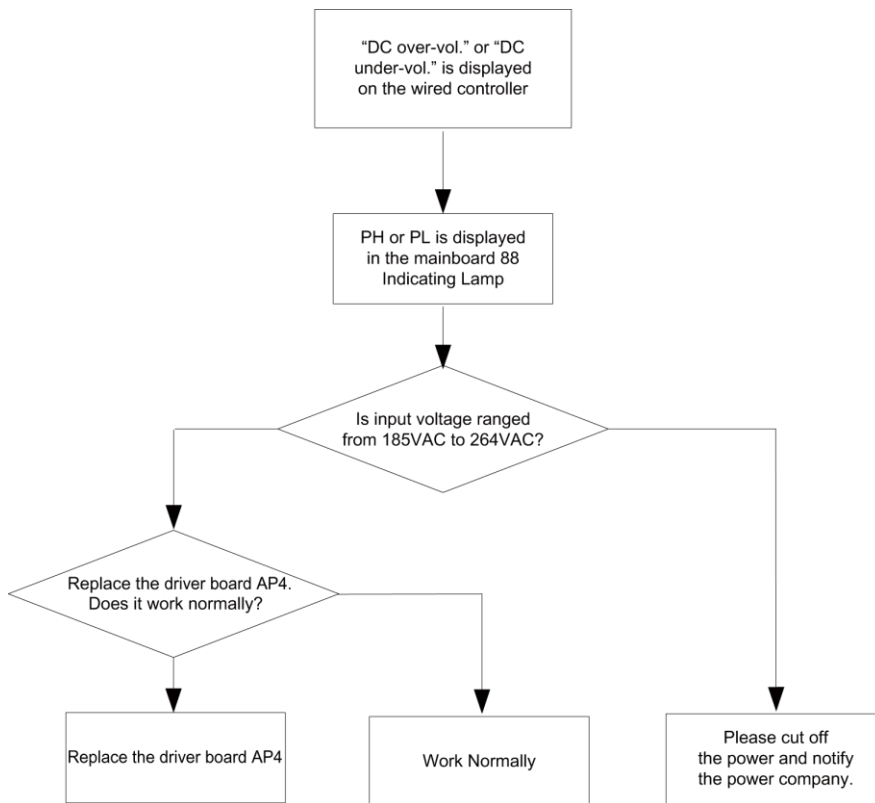 “DC over-vol.” or “DC
under-vol.” is displayed
on the wired controller
PH or PL is displayed
in the mainboard 88
Indicating Lamp
Is input voltage ranged
from 185VAC to 264VAC?
Replace the driver board AP4.
Does it work normally?
Replace the driver board AP4
Work Normally
Please cut off
the power and notify
the power company.